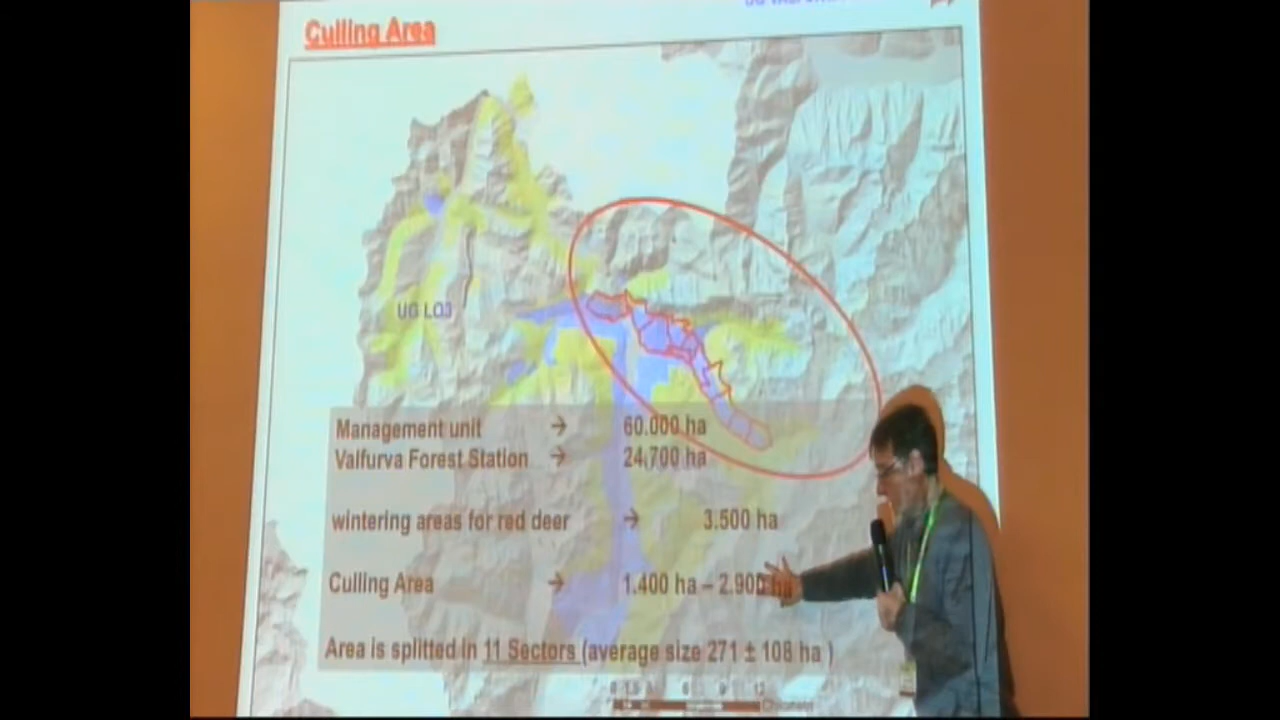 Culling Area
UG LO3
Management unit → 60.000 ha
Valfurva Forest Station → 24,700 ha
wintering areas for red deer → 3.500 ha
Culling Area → 1.400 ha – 2.900 ha
Area is splitted in 11 Sectors (average size 271 ± 108 ha )